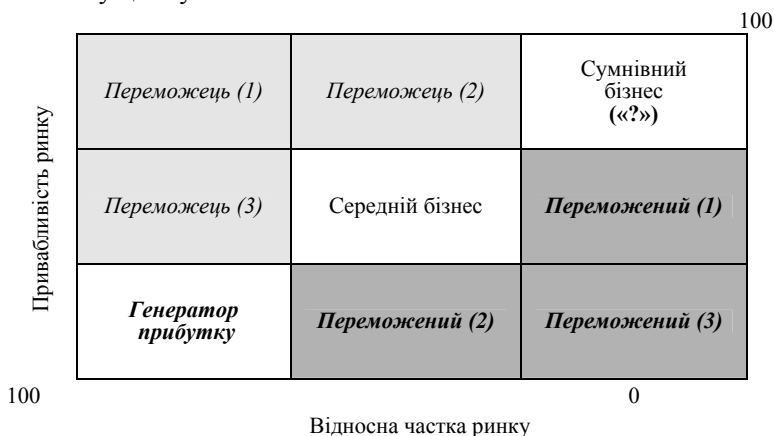 100
Переможець (1)
Переможець (2)
Сумнівний
бізнес
(«?»)
Привабливість ринку
Переможець (3)
Середній бізнес
Переможений (1)
Генератор
прибутку
Переможений (2)
Переможений (3)
100
0
Відносна частка ринку